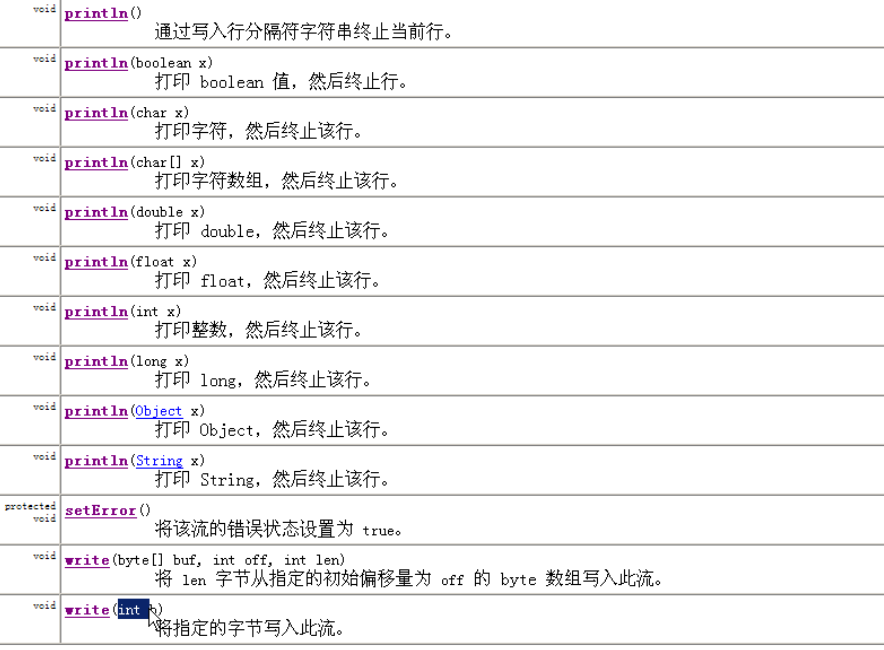 void println()
通过写入行分隔符字符串终止当前行。
void println(boolean x)
打印 boolean 值，然后终止行。
void println(char x)
打印字符，然后终止该行。
void println(char[] x)
打印字符数组，然后终止该行。
void println(double x)
打印 double，然后终止该行。
void println(float x)
打印 float，然后终止该行。
void println(int x)
打印整数，然后终止该行。
void println(long x)
打印 long，然后终止该行。
void println(Object x)
打印 Object，然后终止该行。
void println(String x)
打印 String，然后终止该行。
protected setError()
void
将该流的错误状态设置为 true。
void write(byte[] buf, int off, int len)
将 len 字节从指定的初始偏移量为 off 的 byte 数组写入此流。
void write(int )
将指定的字节写入此流。